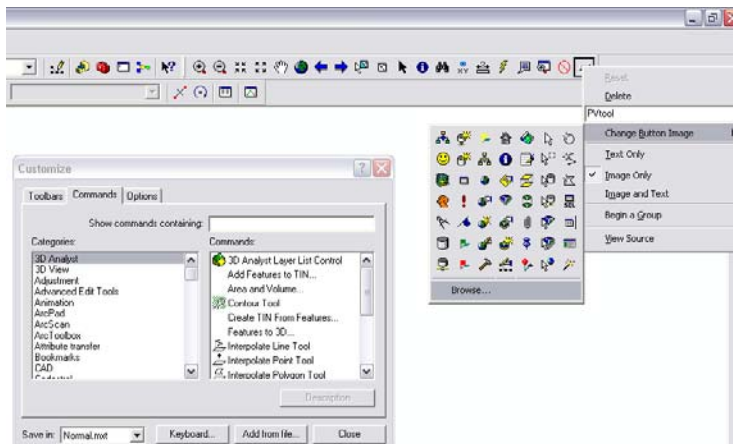 Reset
Delete
PVtool
Change Button Image
Text Only
Image Only
Image and Text
Begin a Group
View Source
Browse...
Customize
Toolbars Commands Options
Show commands containing:
Categories:
3D Analyst
3D View
Adjustment
Advanced Edit Tools
Animation
ArcPad
ArcScan
ArcToolbox
Attribute transfer
Bookmarks
CAD
Cadastral
Commands:
3D Analyst Layer List Control
Add Features to TIN...
Area and Volume...
Contour Tool
Create TIN From Features...
Features to 3D...
Interpolate Line Tool
Interpolate Point Tool
Interpolate Polygon Tool
Description
Save in: Normal.mxt Keyboard... Add from file... Close